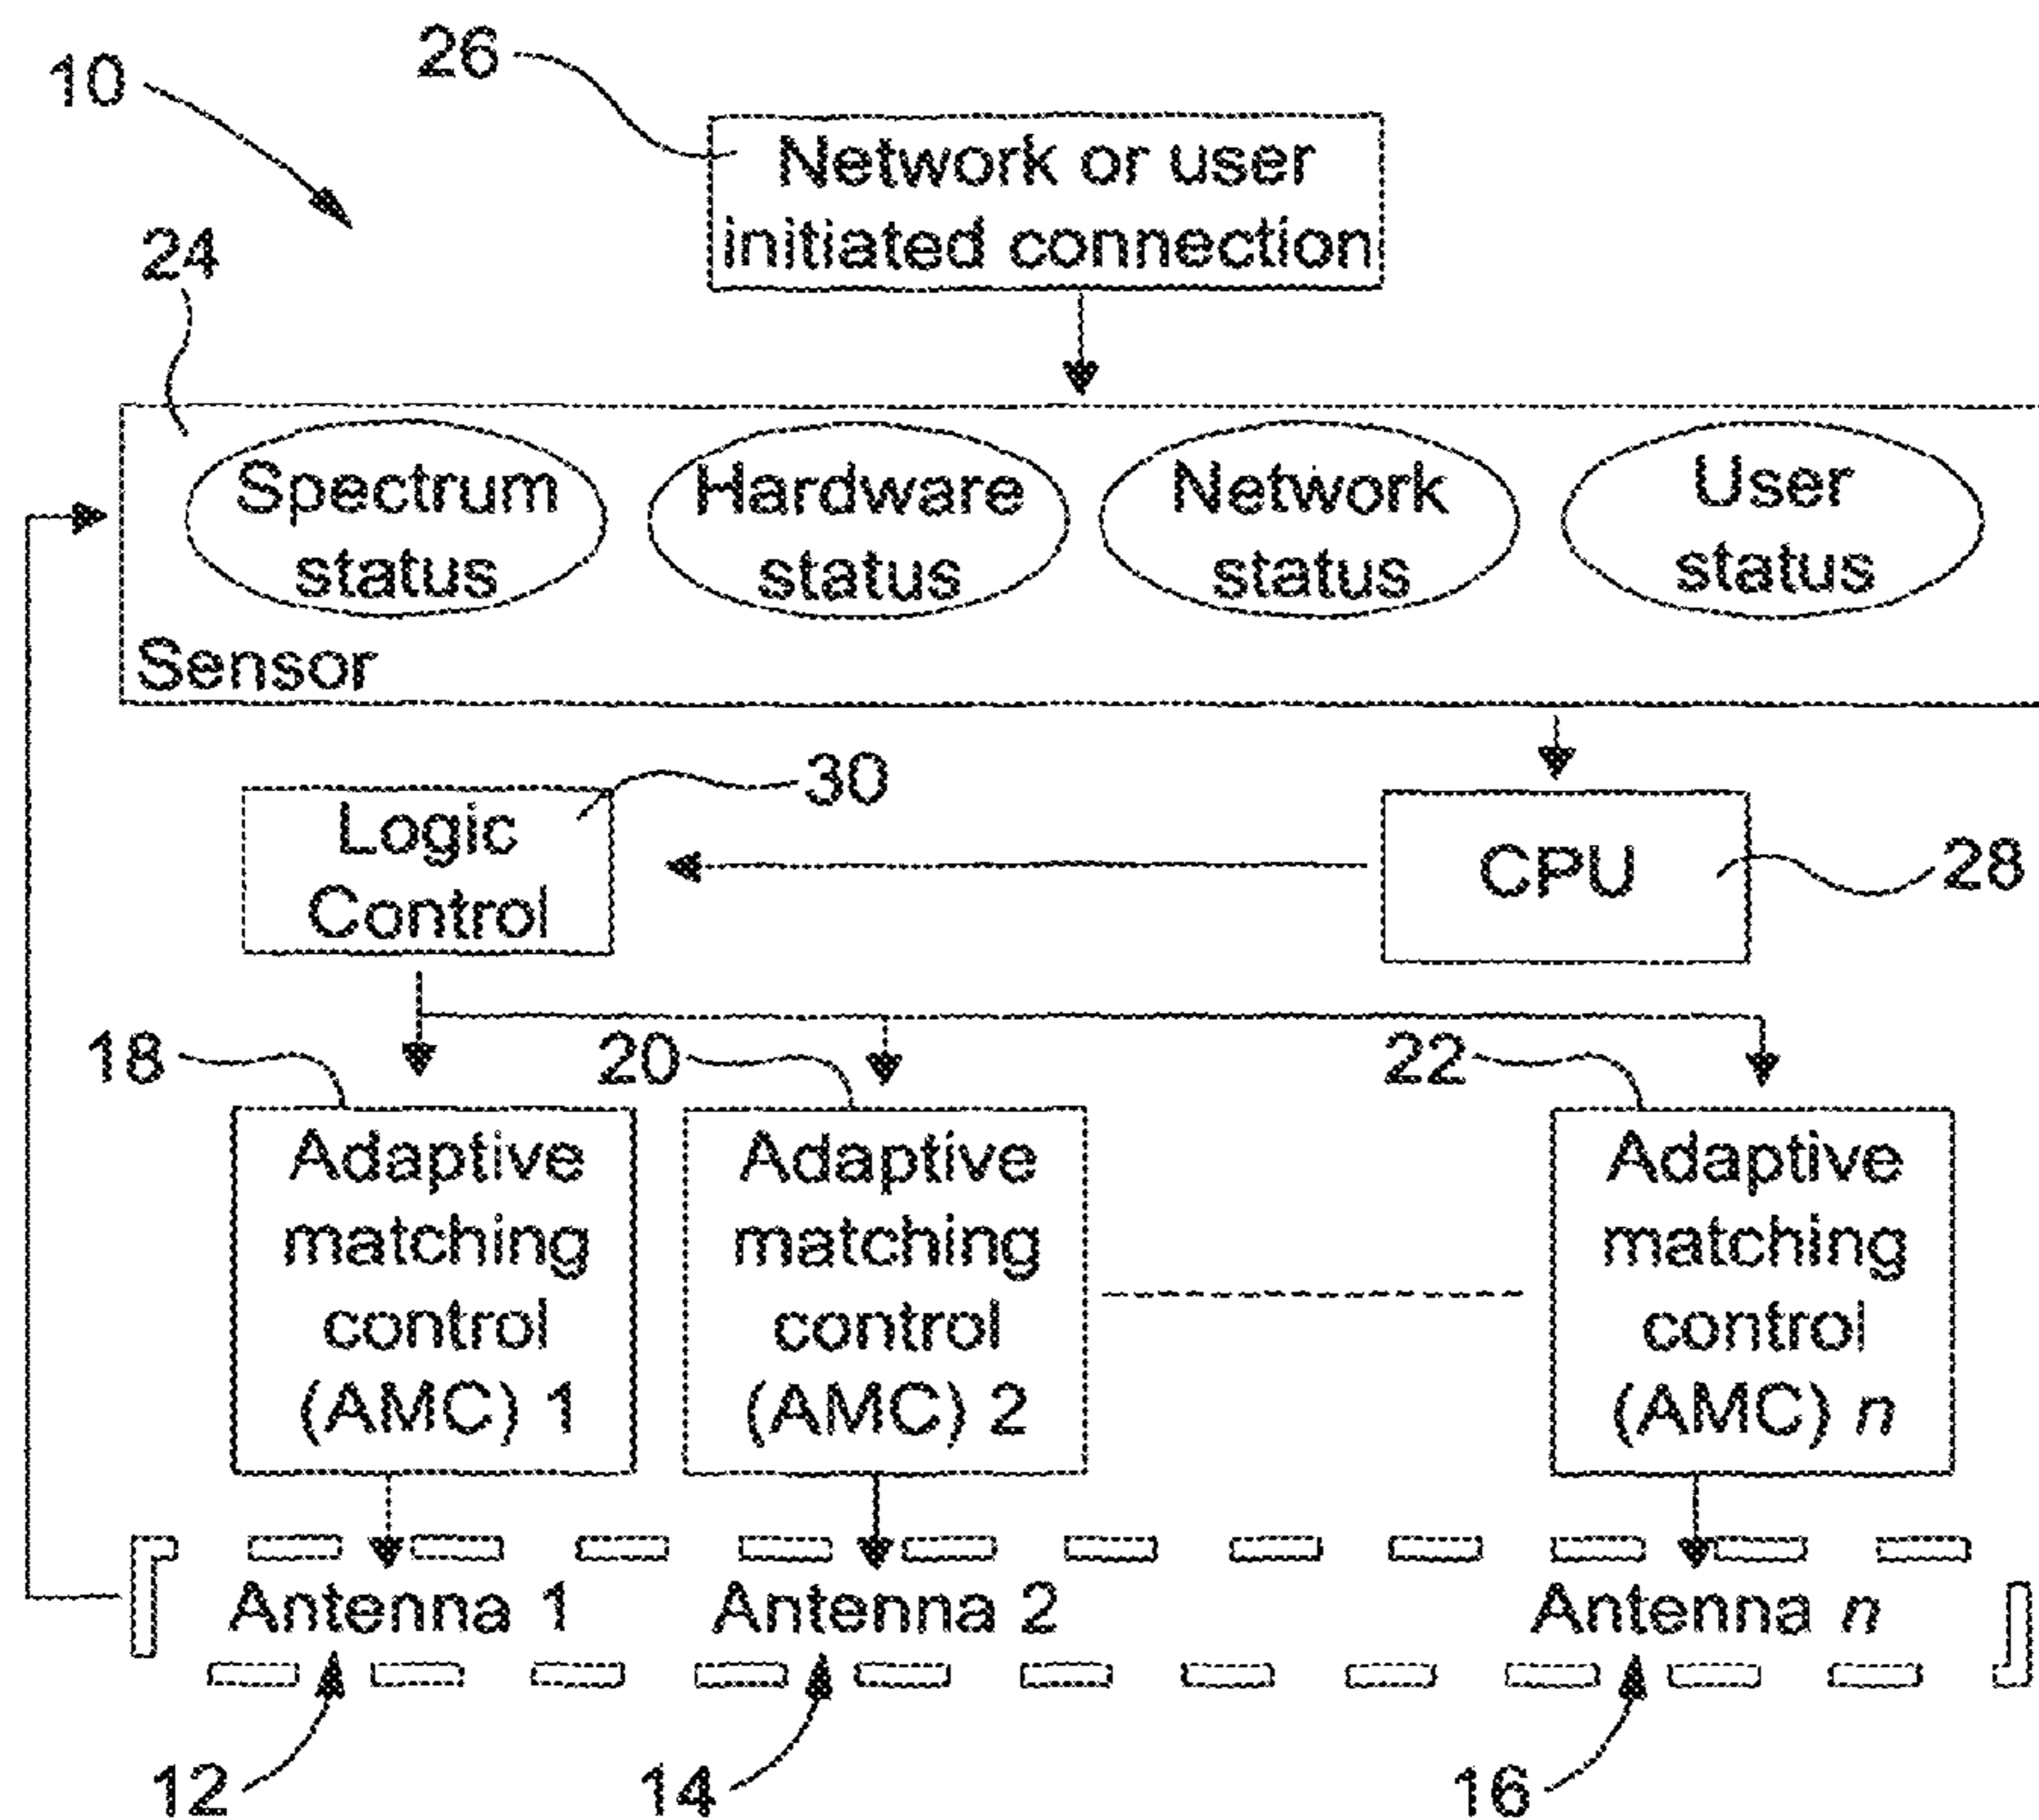 26
10
Network or user
initiated connection
24
Spectrum
status
Hardware
status
Network
status
User
status
Sensor
30
Logic
Control
CPU
28
18
20
22
Adaptive
matching
control
(AMC) 1
Adaptive
matching
control
(AMC) 2
Adaptive
matching
control
(AMC) n
Antenna 1
Antenna 2
Antenna n
12
14
16